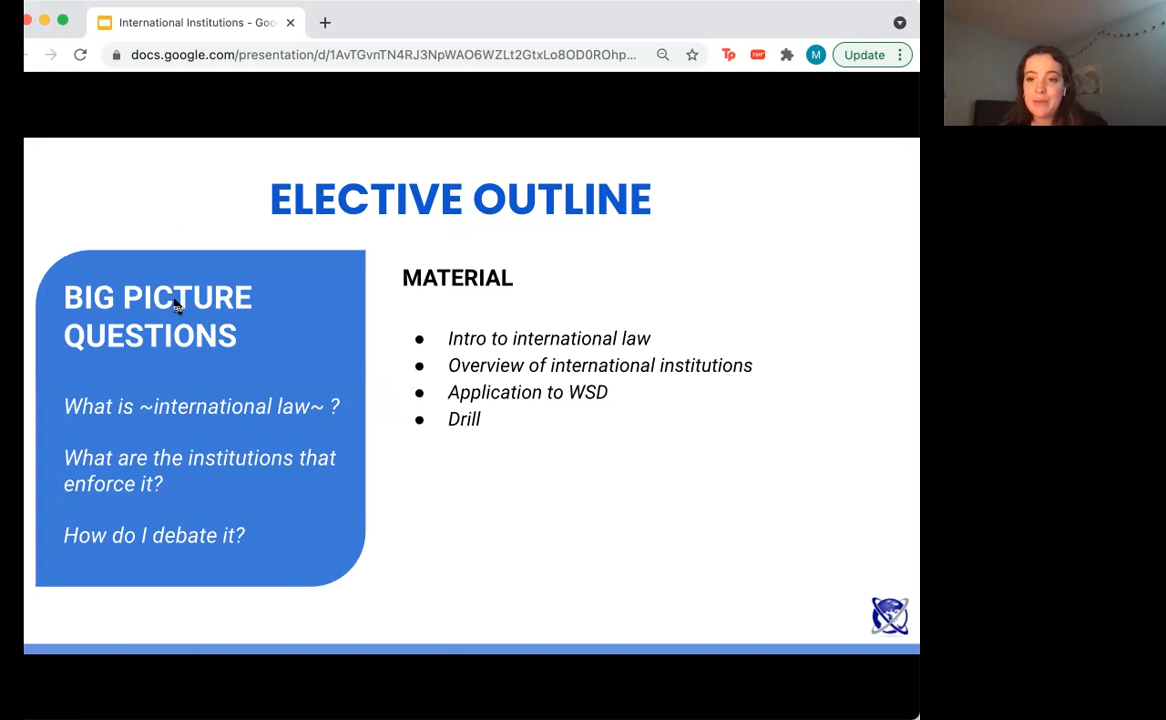 International Institutions - Goo
docs.google.com/presentation/d/1AvTGvnTN4RJ3NpWAO6WZLt2GtxLo8OD0ROhp...
M
Update
ELECTIVE OUTLINE
BIG PICTURE
QUESTIONS
What is ~international law~ ?
What are the institutions that
enforce it?
How do I debate it?
MATERIAL
● Intro to international law
● Overview of international institutions
● Application to WSD
● Drill